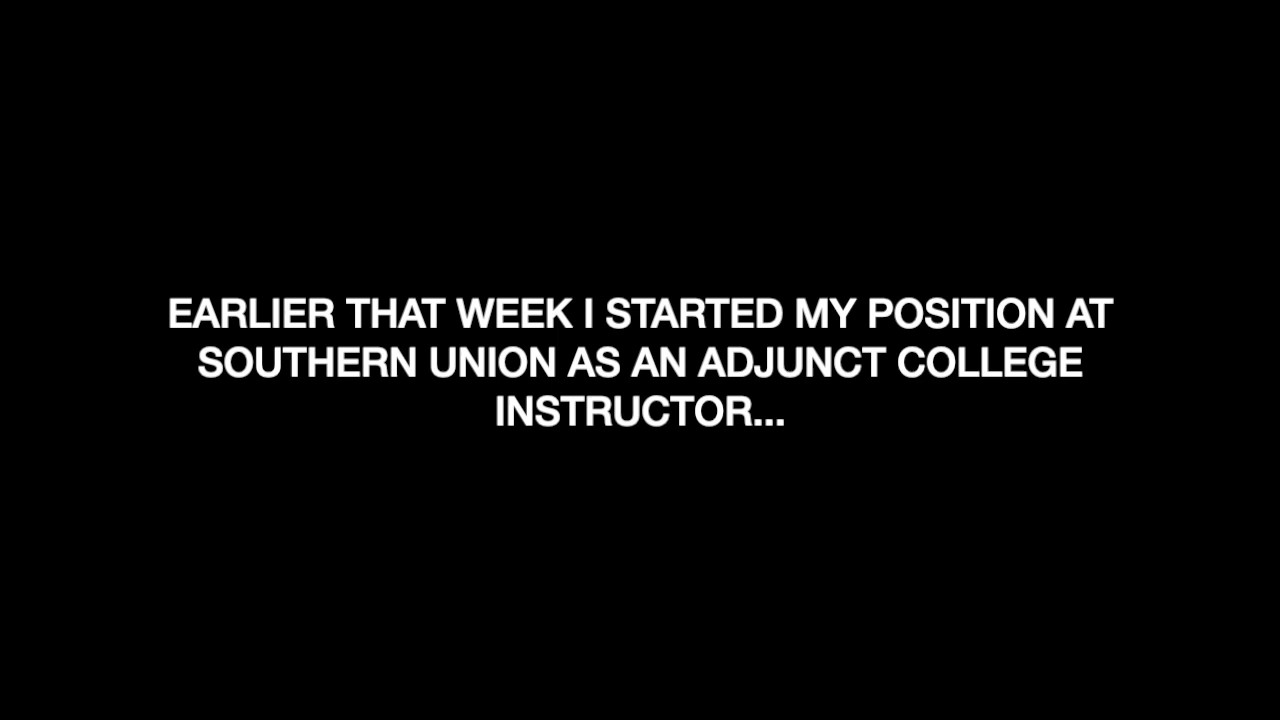 EARLIER THAT WEEK I STARTED MY POSITION AT
SOUTHERN UNION AS AN ADJUNCT COLLEGE
INSTRUCTOR...